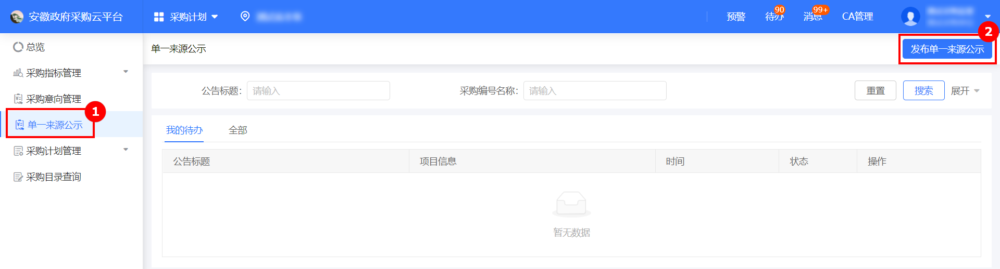 安徽政府采购云平台
采购计划
预警
待办
90
消息
99+
CA管理
总览
采购指标管理
采购意向管理
单一来源公示
1
采购计划管理
采购目录查询
单一来源公示
发布单一来源公示
2
公告标题： 请输入
采购编号名称： 请输入
重置
搜索
展开
我的待办 全部
公告标题 项目信息 时间 状态 操作
暂无数据